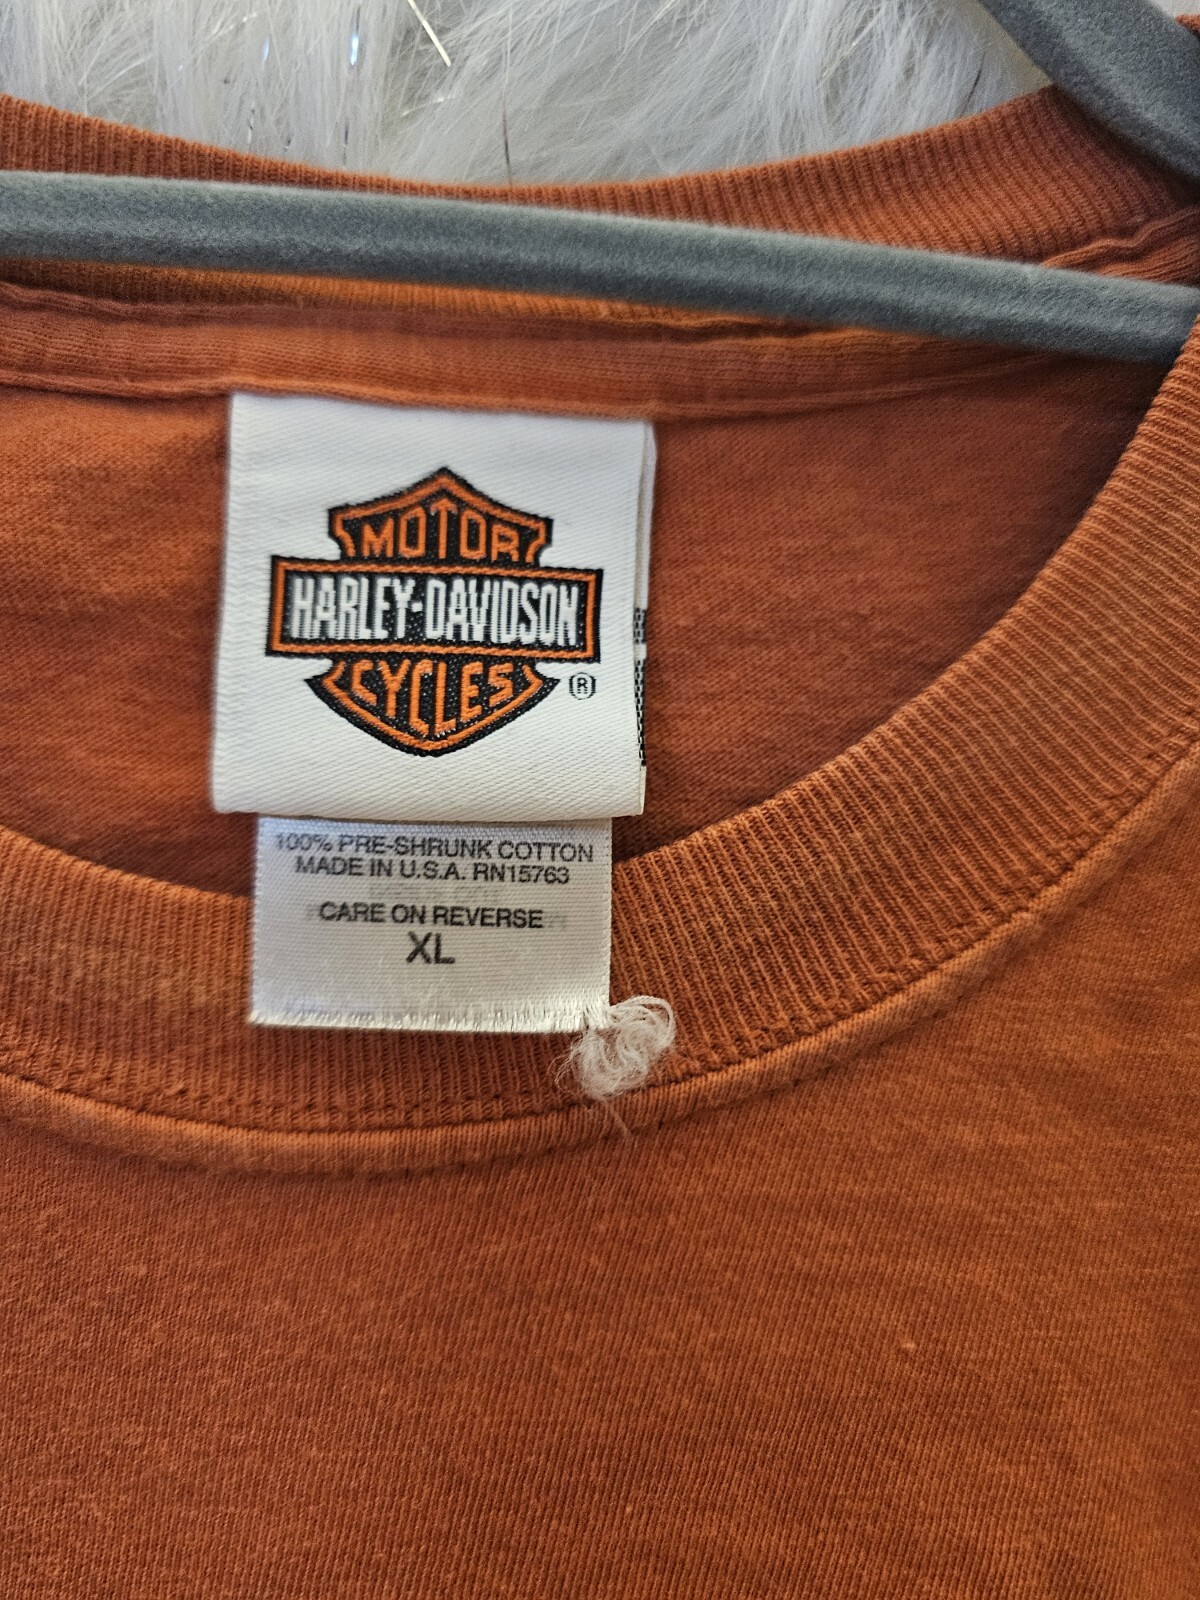 MOTOR
HARLEY-DAVIDSON
CYCLES
®
100% PRE-SHRUNK COTTON
MADE IN U.S.A. RN15763
CARE ON REVERSE
XL